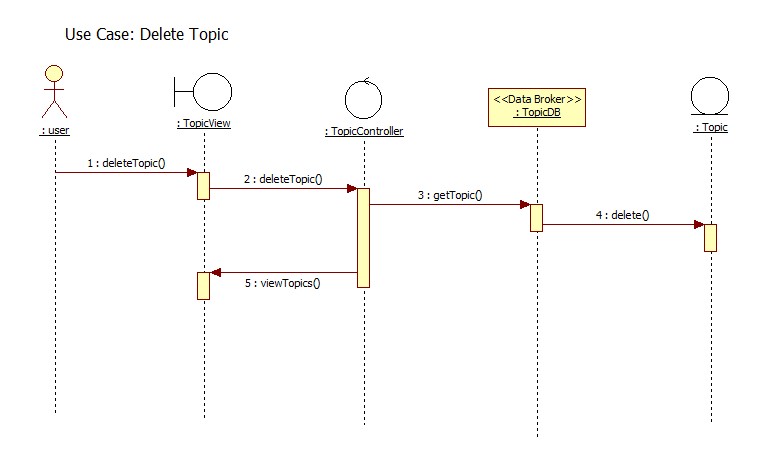 Use Case: Delete Topic
<<Data Broker>>
: TopicDB
: user
: TopicView
: TopicController
: Topic
1 : deleteTopic()
2 : deleteTopic()
3 : getTopic()
4 : delete()
5 : viewTopics()